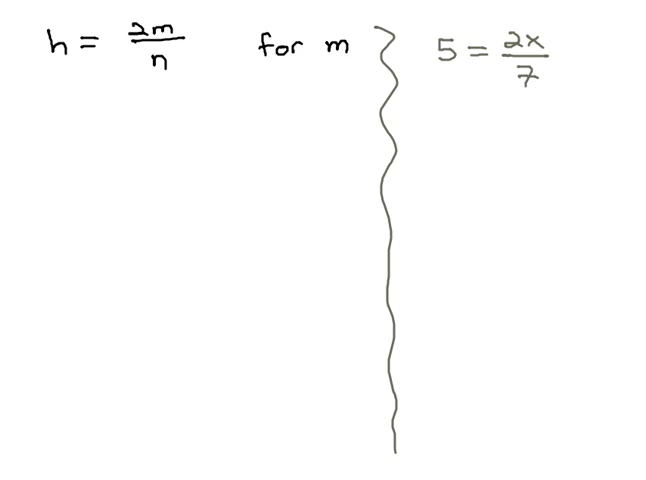 h = 2m/n for m
5 = 2x/7